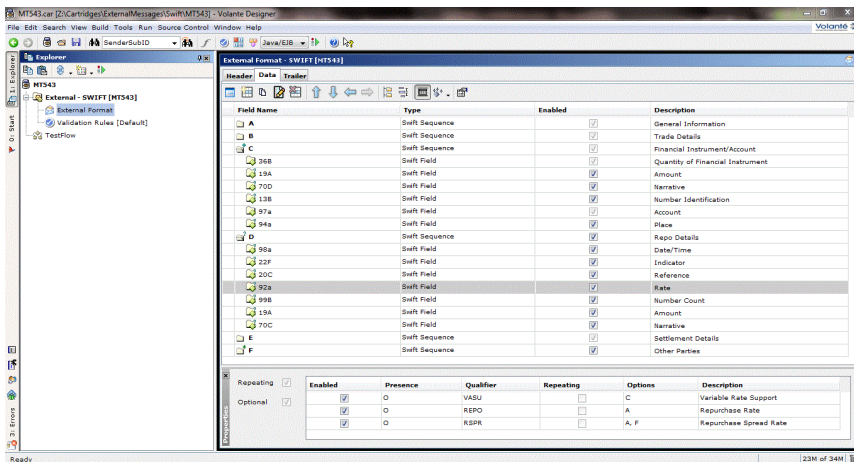 MT543.car [Z:\Cartridges\ExternalMessages\Swift\MT543] - Volante Designer
File Edit Search View Build Tools Run Source Control Window Help
Volanté
SenderSubID
Java/EJB
Explorer
MT543
External - SWIFT [MT543]
External Format
Validation Rules [Default]
TestFlow
1: Explorer
0: Start
3: Errors
External Format - SWIFT [MT543]
Header Data Trailer
Field Name Type Enabled Description
A Swift Sequence General Information
B Swift Sequence Trade Details
C Swift Sequence Financial Instrument/Account
36B Swift Field Quantity of Financial Instrument
19A Swift Field Amount
70D Swift Field Narrative
13B Swift Field Number Identification
97a Swift Field Account
94a Swift Field Place
D Swift Sequence Repo Details
98a Swift Field Date/Time
22F Swift Field Indicator
20C Swift Field Reference
92a Swift Field Rate
99B Swift Field Number Count
19A Swift Field Amount
70C Swift Field Narrative
E Swift Sequence Settlement Details
F Swift Sequence Other Parties
Properties
Repeating
Optional
Enabled Presence Qualifier Repeating Options Description
O VASU C Variable Rate Support
O REPO A Repurchase Rate
O RSPR A, F Repurchase Spread Rate
Ready
23M of 34M